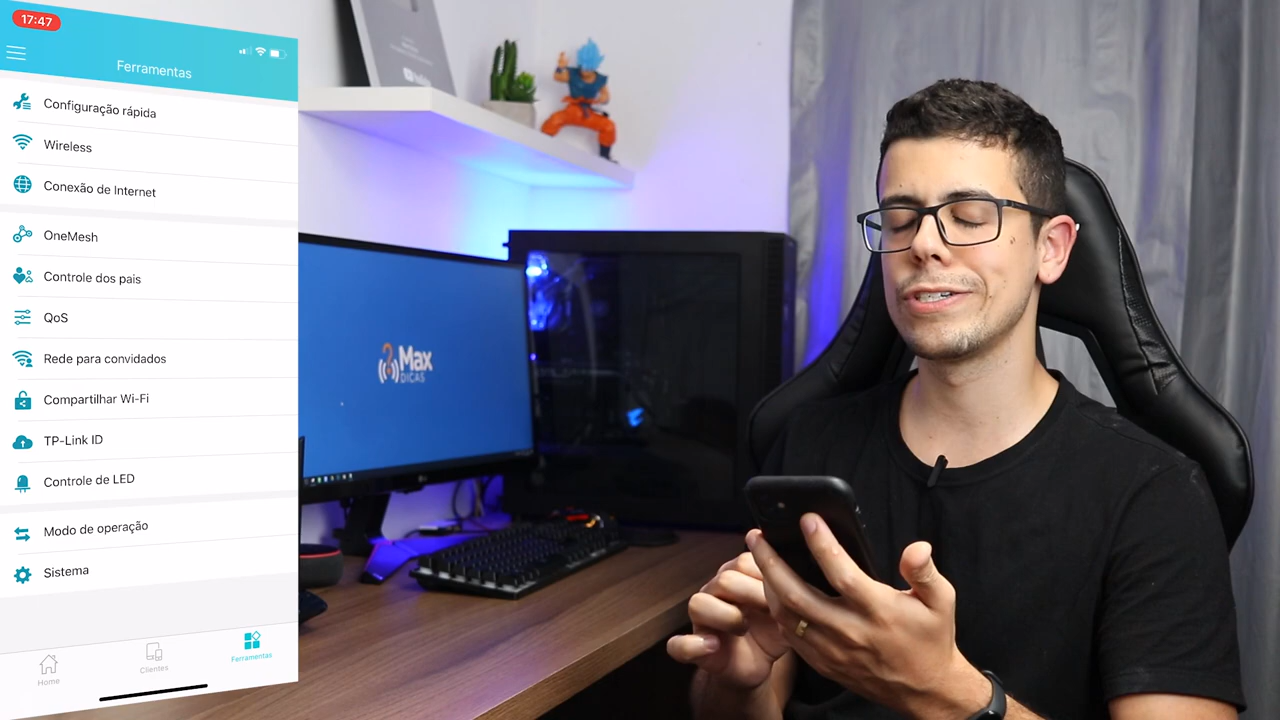 17:47
Ferramentas
Configuração rápida
Wireless
Conexão de Internet
OneMesh
Controle dos pais
QoS
Rede para convidados
Compartilhar Wi-Fi
TP-Link ID
Controle de LED
Modo de operação
Sistema
Home
Clientes
Ferramentas
Max
DICAS
LG